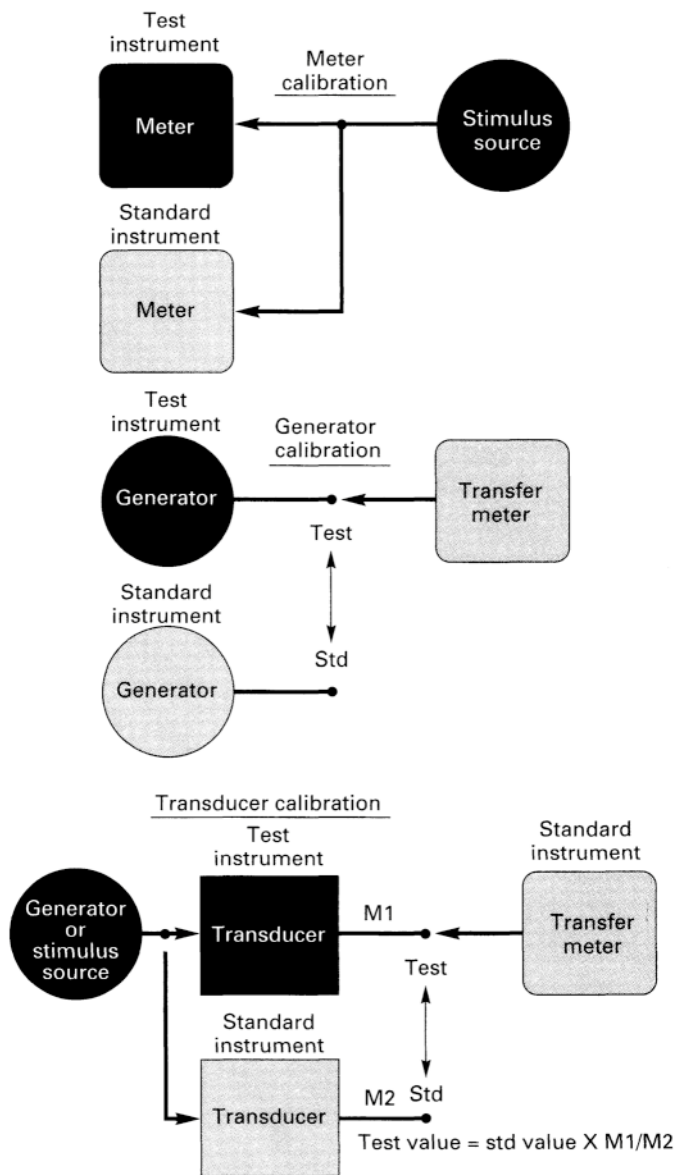 Test
instrument
Meter
calibration
Meter
Stimulus
source
Standard
instrument
Meter
Test
instrument
Generator
calibration
Generator
Transfer
meter
Test
Standard
instrument
Std
Generator
Transducer calibration
Test
instrument
Standard
instrument
Generator
or
stimulus
source
Transducer
M1
Transfer
meter
Test
Standard
instrument
Transducer
M2
Std
Test value = std value X M1/M2